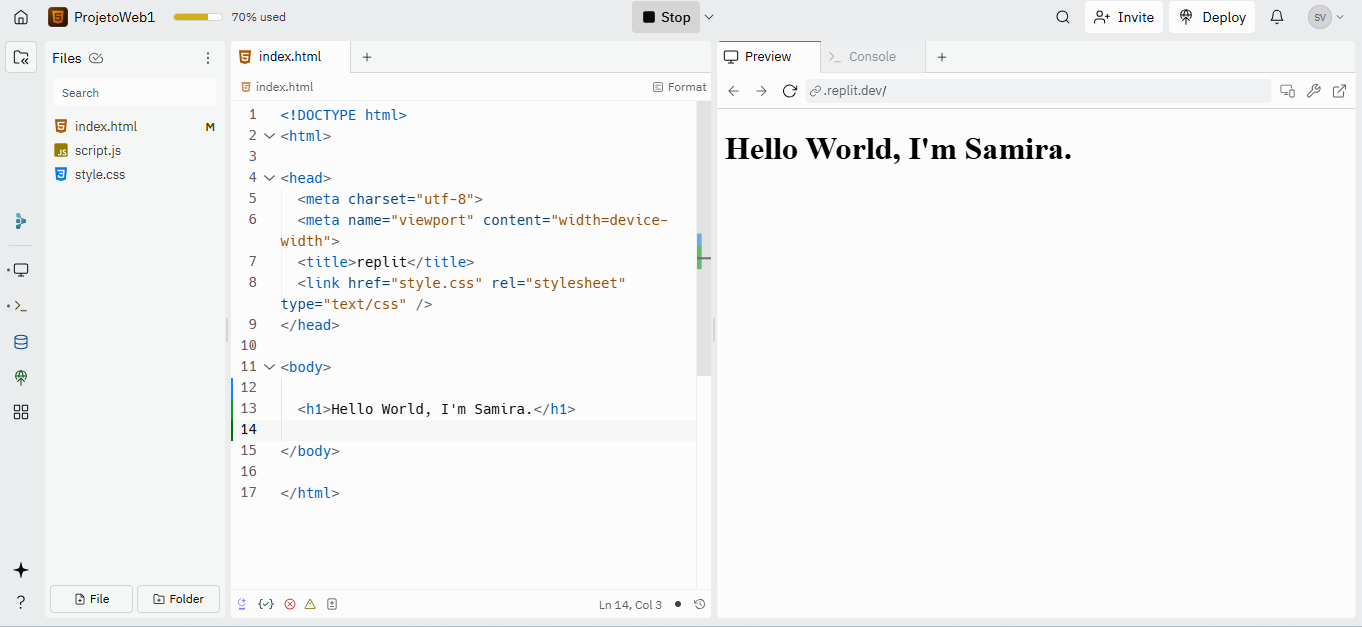 ProjetoWeb1 70% used Stop Invite Deploy SV
Files
Search
index.html M
script.js
style.css
File Folder
?
index.html
index.html Format
1 <!DOCTYPE html>
2 <html>
3
4 <head>
5 <meta charset="utf-8">
6 <meta name="viewport" content="width=device-
width">
7 <title>replit</title>
8 <link href="style.css" rel="stylesheet"
type="text/css" />
9 </head>
10
11 <body>
12
13 <h1>Hello World, I'm Samira.</h1>
14
15 </body>
16
17 </html>
Ln 14, Col 3
Preview Console
.replit.dev/
Hello World, I'm Samira.